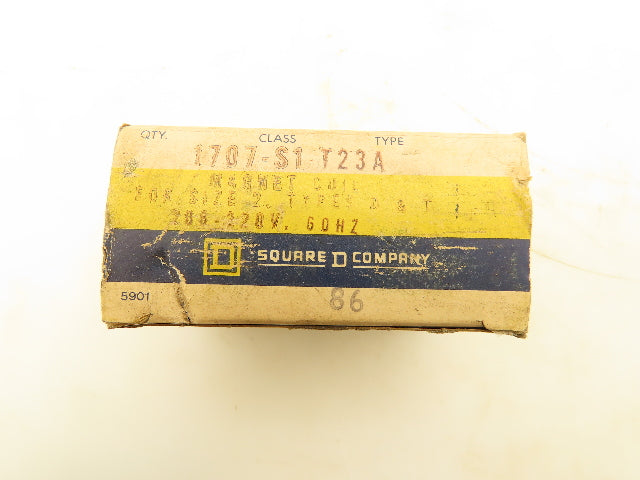 QTY. CLASS TYPE
1707-S1-T23A
MAGNET COIL
FOR SIZE 2, TYPES D & T
208-220V. 60HZ
D SQUARE D COMPANY
5901 86